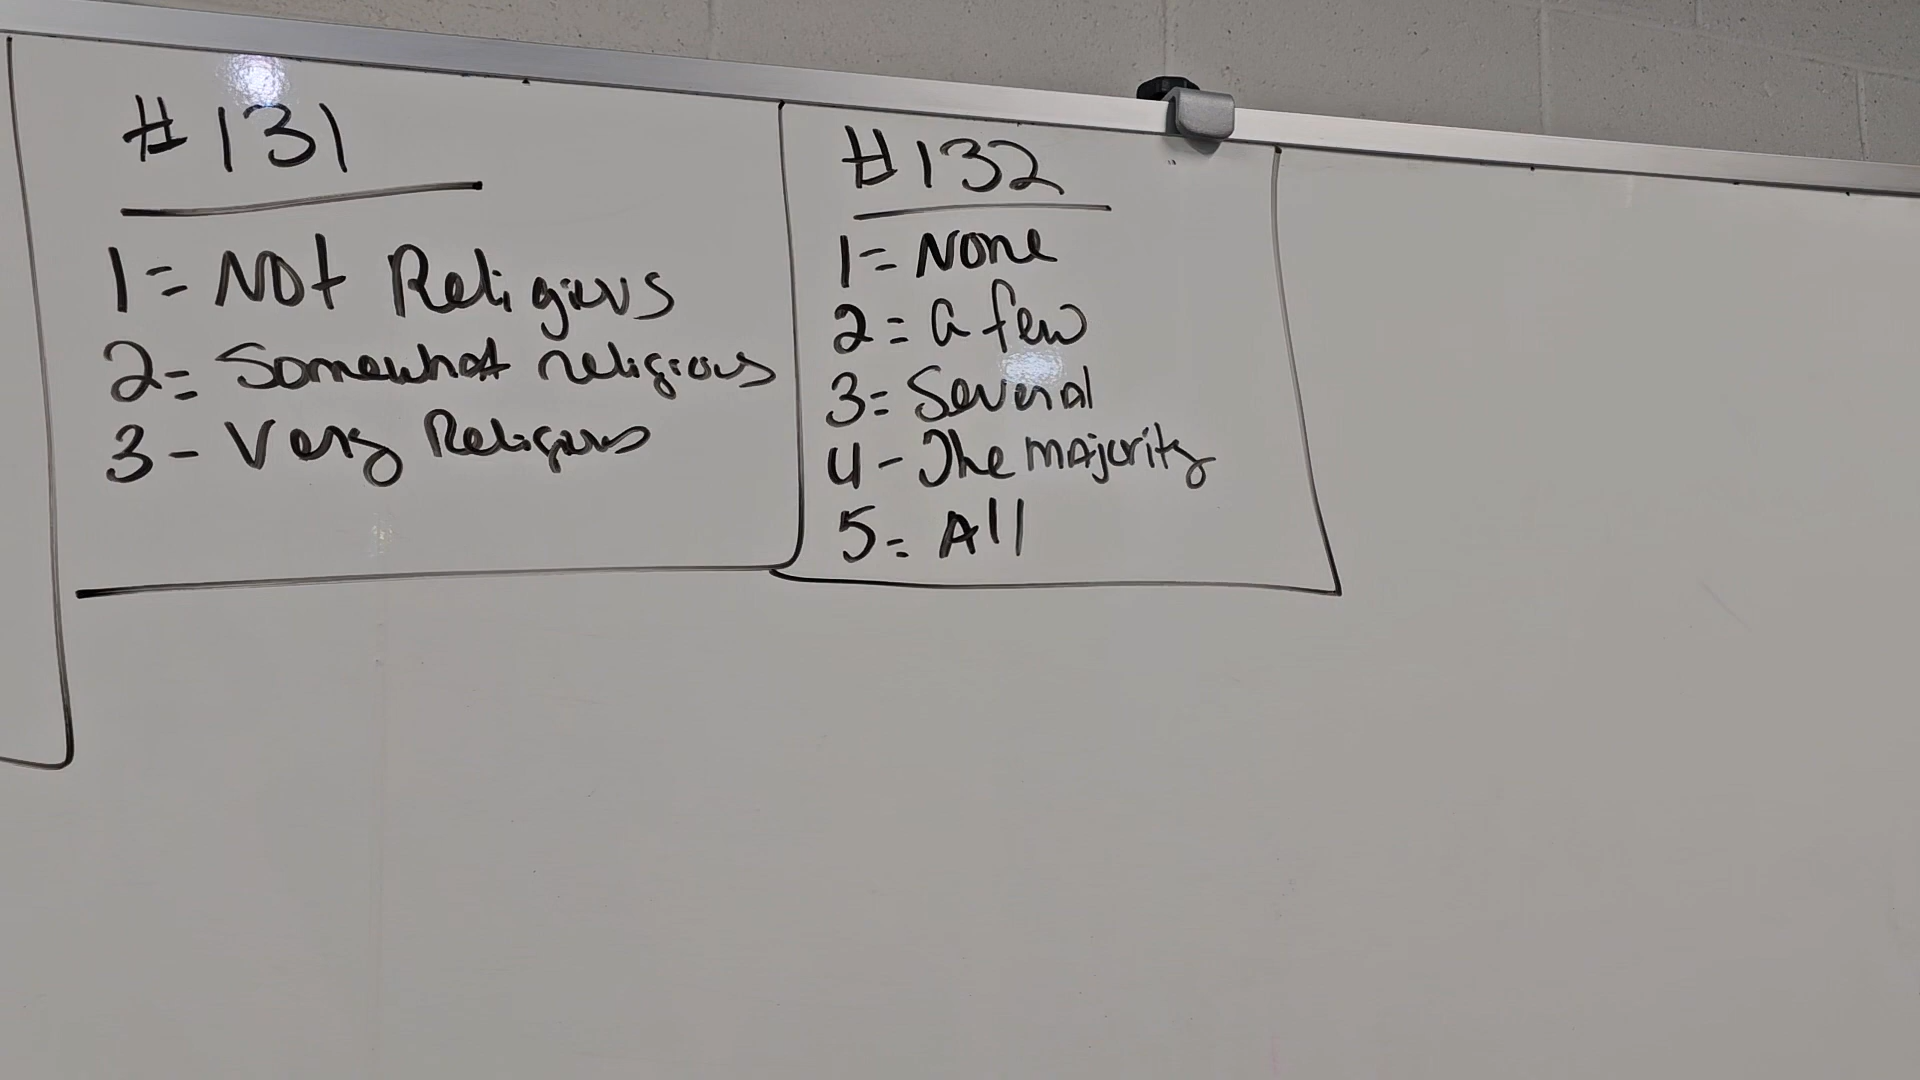 #131
1= Not Religious
2= Somewhat religious
3- Very Religious
#132
1= None
2= a few
3= Several
4- The majority
5= All